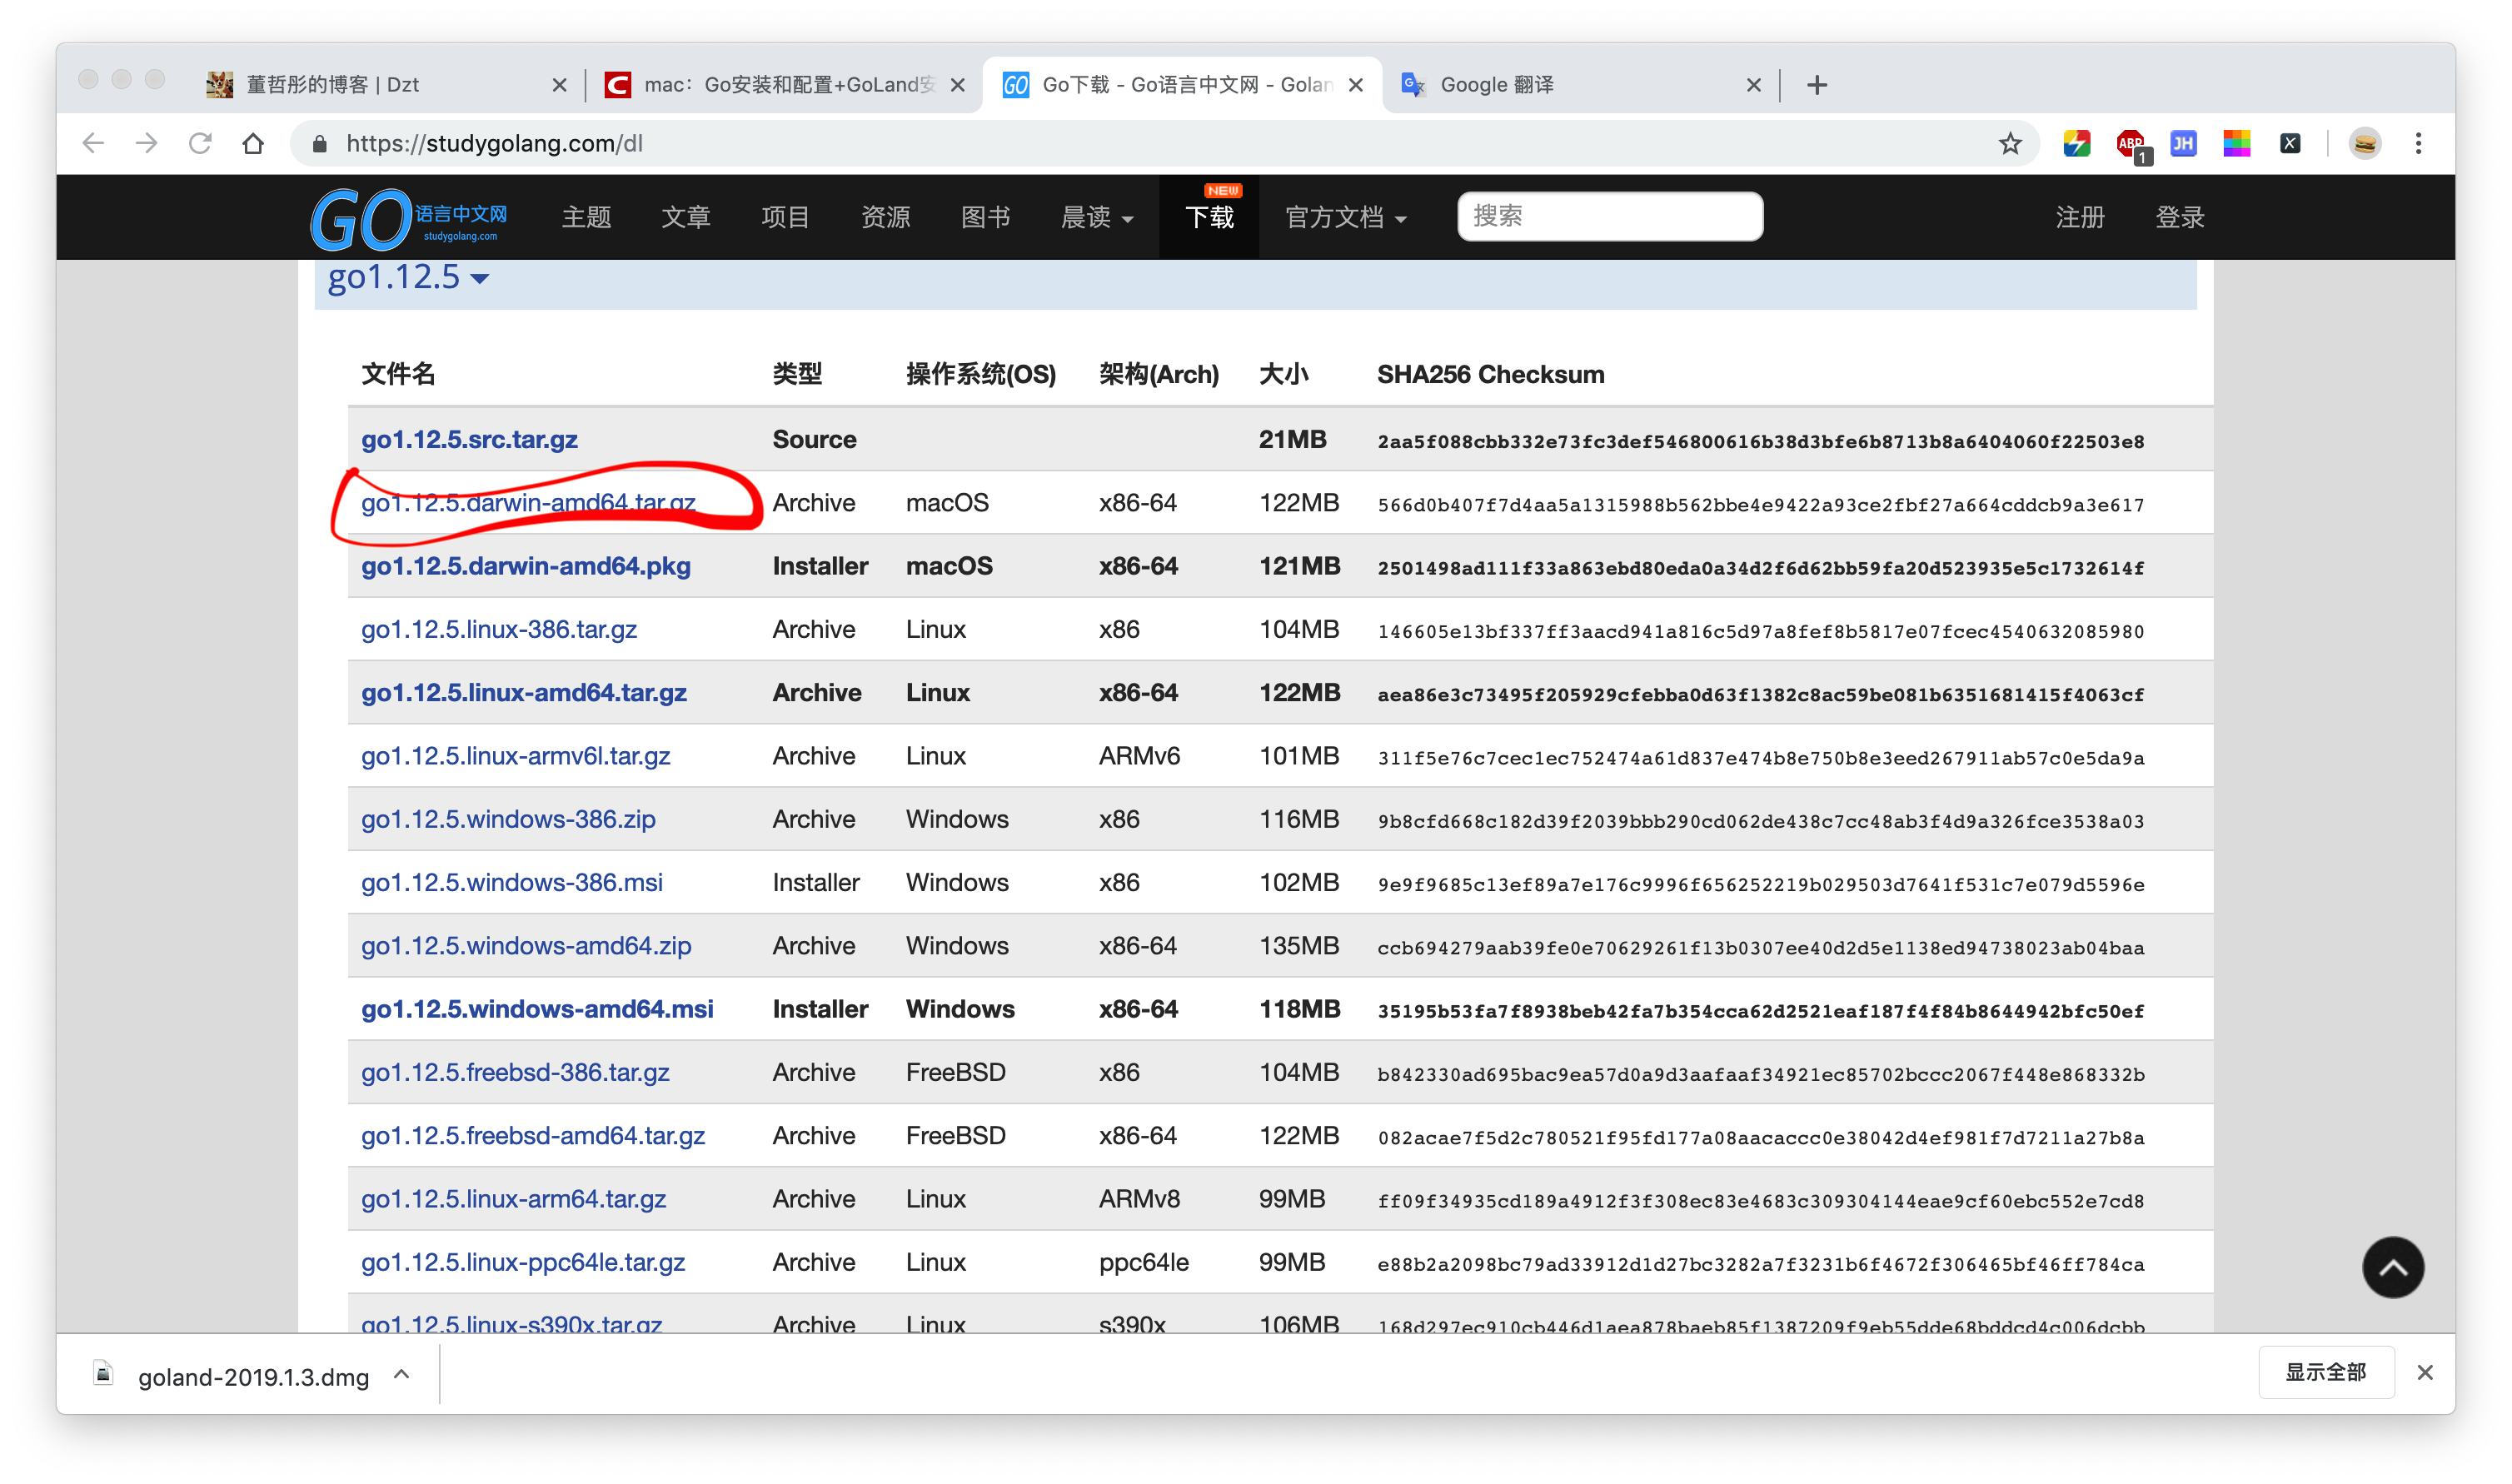 董哲彤的博客 | Dzt
mac：Go安装和配置+GoLand安
Go下载 - Go语言中文网 - Golan
Google 翻译
https://studygolang.com/dl
ABP
1
JH
X
GO
语言中文网
studygolang.com
主题
文章
项目
资源
图书
晨读
NEW
下载
官方文档
搜索
注册
登录
go1.12.5
文件名 类型 操作系统(OS) 架构(Arch) 大小 SHA256 Checksum
go1.12.5.src.tar.gz Source 21MB 2aa5f088cbb332e73fc3def546800616b38d3bfe6b8713b8a6404060f22503e8
go1.12.5.darwin-amd64.tar.gz Archive macOS x86-64 122MB 566d0b407f7d4aa5a1315988b562bbe4e9422a93ce2fbf27a664cddcb9a3e617
go1.12.5.darwin-amd64.pkg Installer macOS x86-64 121MB 2501498ad111f33a863ebd80eda0a34d2f6d62bb59fa20d523935e5c1732614f
go1.12.5.linux-386.tar.gz Archive Linux x86 104MB 146605e13bf337ff3aacd941a816c5d97a8fef8b5817e07fcec4540632085980
go1.12.5.linux-amd64.tar.gz Archive Linux x86-64 122MB aea86e3c73495f205929cfebba0d63f1382c8ac59be081b6351681415f4063cf
go1.12.5.linux-armv6l.tar.gz Archive Linux ARMv6 101MB 311f5e76c7cec1ec752474a61d837e474b8e750b8e3eed267911ab57c0e5da9a
go1.12.5.windows-386.zip Archive Windows x86 116MB 9b8cfd668c182d39f2039bbb290cd062de438c7cc48ab3f4d9a326fce3538a03
go1.12.5.windows-386.msi Installer Windows x86 102MB 9e9f9685c13ef89a7e176c9996f656252219b029503d7641f531c7e079d5596e
go1.12.5.windows-amd64.zip Archive Windows x86-64 135MB ccb694279aab39fe0e70629261f13b0307ee40d2d5e1138ed94738023ab04baa
go1.12.5.windows-amd64.msi Installer Windows x86-64 118MB 35195b53fa7f8938beb42fa7b354cca62d2521eaf187f4f84b8644942bfc50ef
go1.12.5.freebsd-386.tar.gz Archive FreeBSD x86 104MB b842330ad695bac9ea57d0a9d3aafaaf34921ec85702bccc2067f448e868332b
go1.12.5.freebsd-amd64.tar.gz Archive FreeBSD x86-64 122MB 082acae7f5d2c780521f95fd177a08aacaccc0e38042d4ef981f7d7211a27b8a
go1.12.5.linux-arm64.tar.gz Archive Linux ARMv8 99MB ff09f34935cd189a4912f3f308ec83e4683c309304144eae9cf60ebc552e7cd8
go1.12.5.linux-ppc64le.tar.gz Archive Linux ppc64le 99MB e88b2a2098bc79ad33912d1d27bc3282a7f3231b6f4672f306465bf46ff784ca
go1.12.5.linux-s390x.tar.gz Archive Linux s390x 106MB 168d297ec910cb446d1aea878baeb85f1387209f9eb55dde68bddcd4c006dcbb
goland-2019.1.3.dmg
显示全部